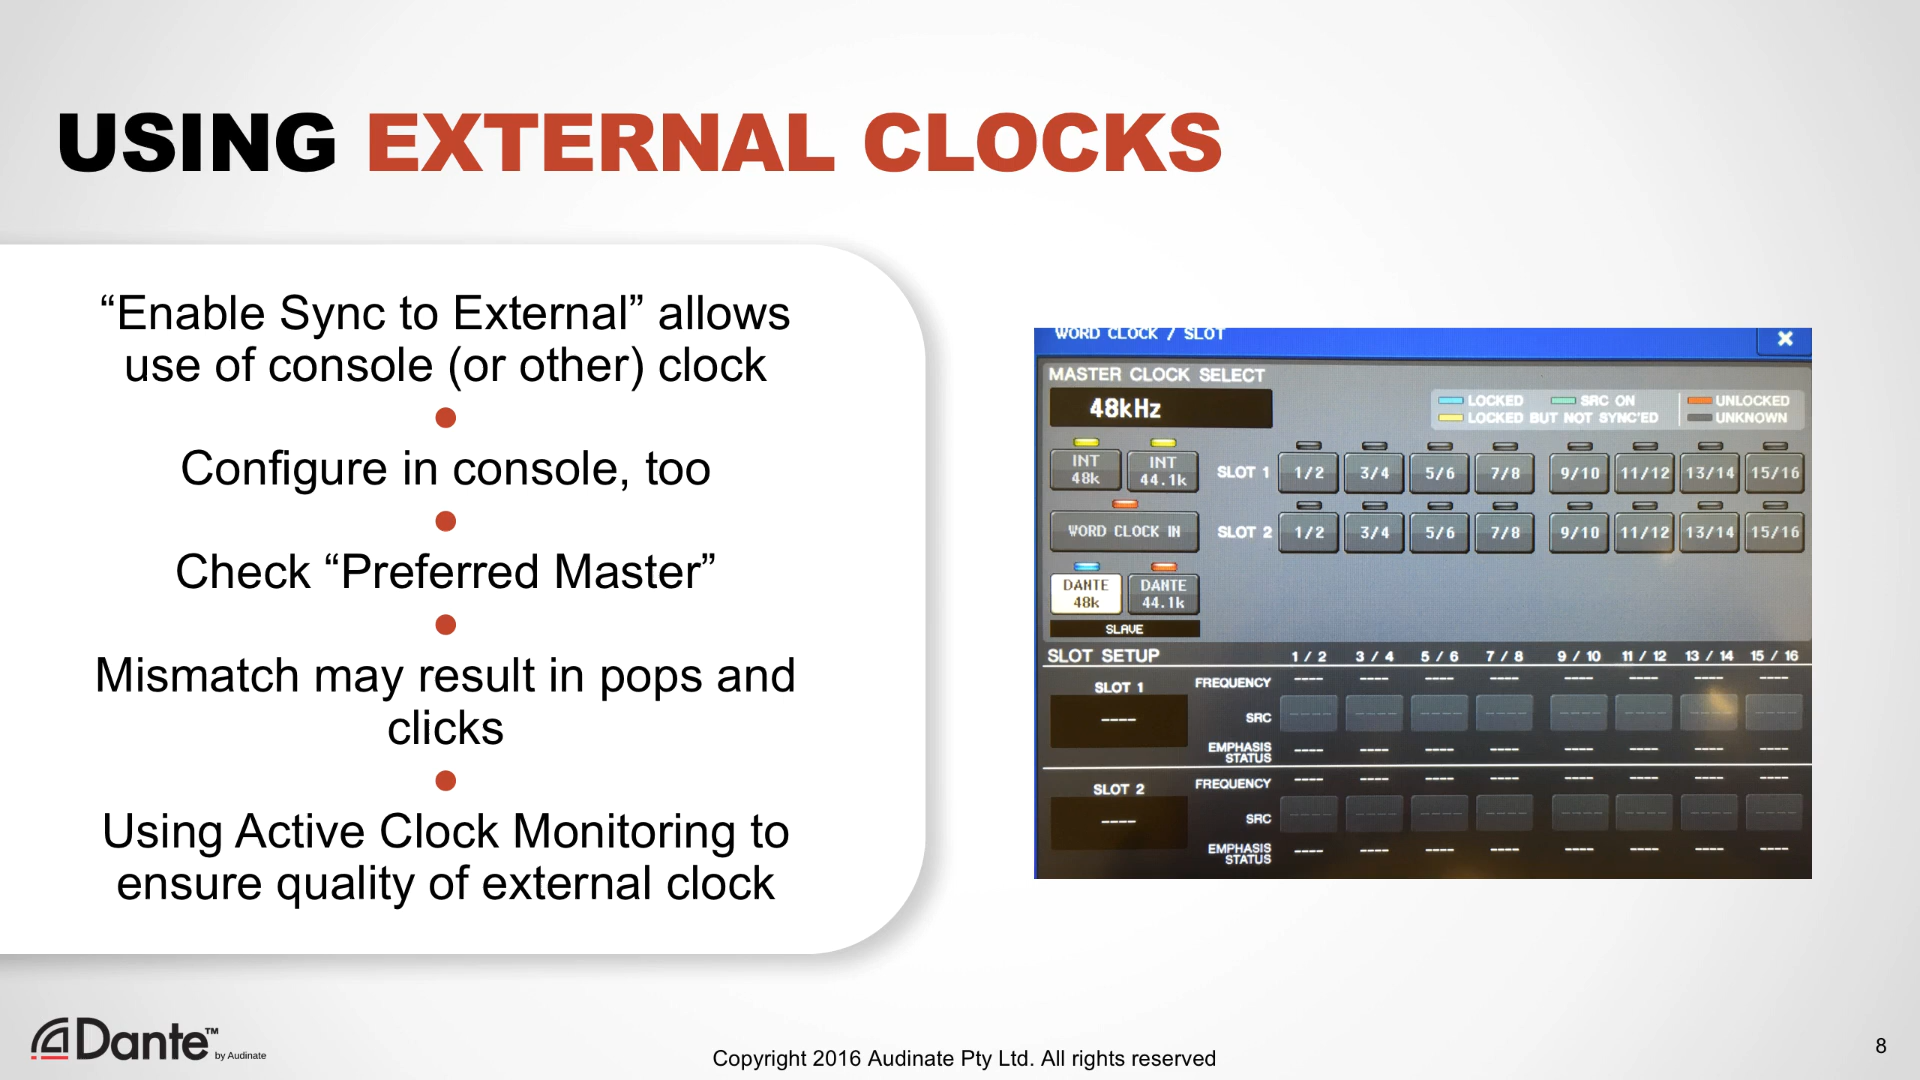 USING EXTERNAL CLOCKS
“Enable Sync to External” allows
use of console (or other) clock
Configure in console, too
Check “Preferred Master”
Mismatch may result in pops and
clicks
Using Active Clock Monitoring to
ensure quality of external clock
WORD CLOCK / SLOT
MASTER CLOCK SELECT
48kHz
LOCKED SRC ON UNLOCKED
LOCKED BUT NOT SYNC'ED UNKNOWN
INT 48k
INT 44.1k
SLOT 1 1/2 3/4 5/6 7/8 9/10 11/12 13/14 15/16
WORD CLOCK IN
SLOT 2 1/2 3/4 5/6 7/8 9/10 11/12 13/14 15/16
DANTE 48k
DANTE 44.1k
SLAVE
SLOT SETUP 1 / 2 3 / 4 5 / 6 7 / 8 9 / 10 11 / 12 13 / 14 15 / 16
SLOT 1
FREQUENCY ---- ---- ---- ---- ---- ---- ---- ----
---- SRC ---- ---- ---- ---- ---- ---- ---- ----
EMPHASIS
STATUS ---- ---- ---- ---- ---- ---- ---- ----
SLOT 2
FREQUENCY ---- ---- ---- ---- ---- ---- ---- ----
---- SRC ---- ---- ---- ---- ---- ---- ---- ----
EMPHASIS
STATUS ---- ---- ---- ---- ---- ---- ---- ----
Dante™ by Audinate
Copyright 2016 Audinate Pty Ltd. All rights reserved
8